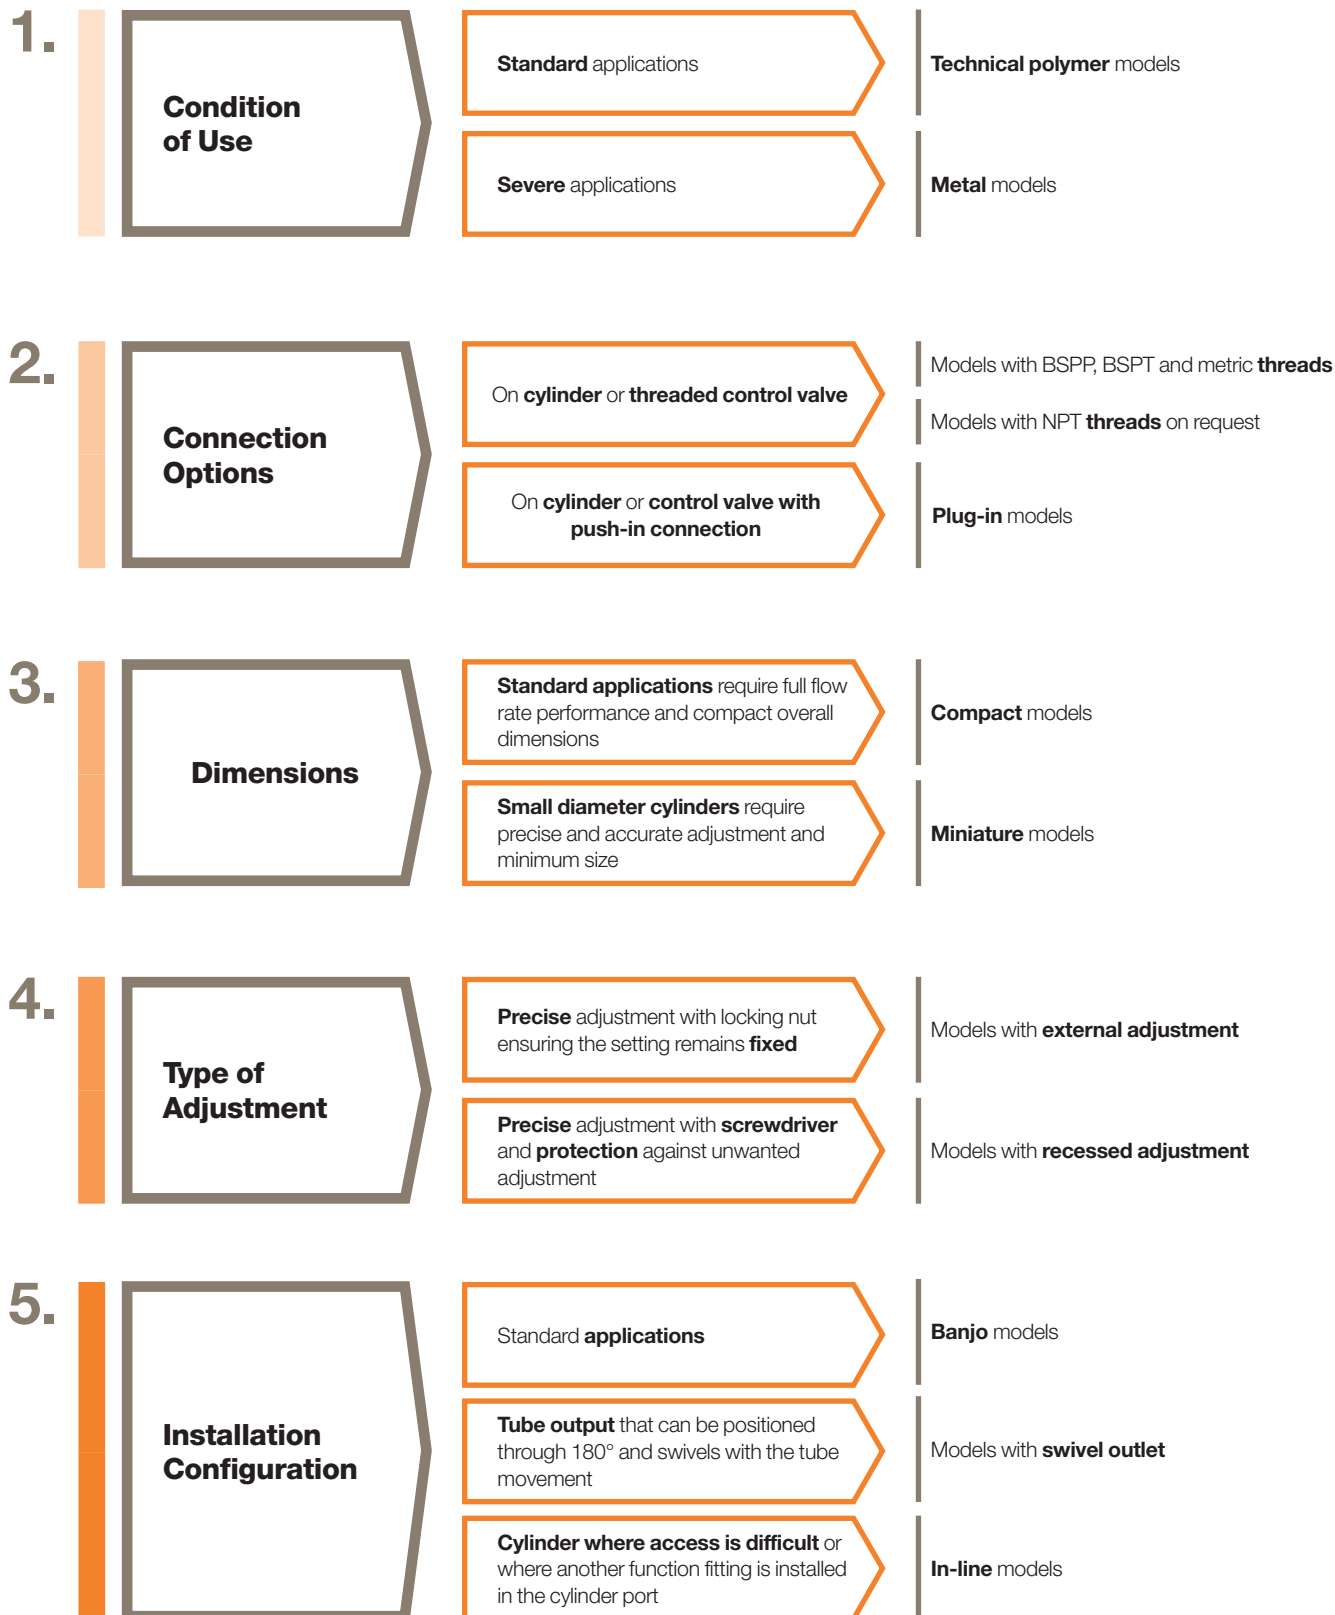 1.
Condition
of Use
Standard applications
Technical polymer models
Severe applications
Metal models
2.
Connection
Options
On cylinder or threaded control valve
Models with BSPP, BSPT and metric threads
Models with NPT threads on request
On cylinder or control valve with
push-in connection
Plug-in models
3.
Dimensions
Standard applications require full flow
rate performance and compact overall
dimensions
Compact models
Small diameter cylinders require
precise and accurate adjustment and
minimum size
Miniature models
4.
Type of
Adjustment
Precise adjustment with locking nut
ensuring the setting remains fixed
Models with external adjustment
Precise adjustment with screwdriver
and protection against unwanted
adjustment
Models with recessed adjustment
5.
Installation
Configuration
Standard applications
Banjo models
Tube output that can be positioned
through 180° and swivels with the tube
movement
Models with swivel outlet
Cylinder where access is difficult or
where another function fitting is installed
in the cylinder port
In-line models